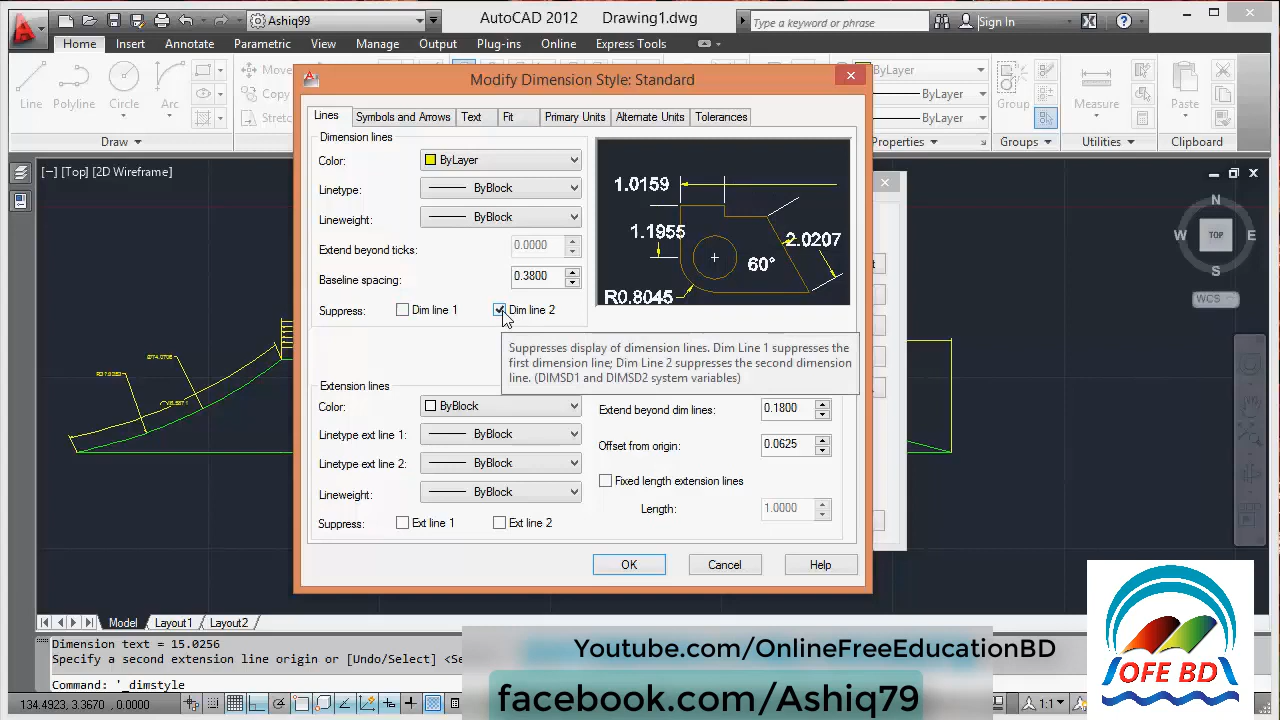 Ashiq99
AutoCAD 2012 Drawing1.dwg
Type a keyword or phrase
Sign In
Home Insert Annotate Parametric View Manage Output Plug-ins Online Express Tools
Line Polyline Circle Arc
Move
Copy
Stretch
Draw
ByLayer
ByLayer
ByLayer
Properties
Group
Groups
Measure
Utilities
Paste
Clipboard
[−] [Top] [2D Wireframe]
Modify Dimension Style: Standard
Lines Symbols and Arrows Text Fit Primary Units Alternate Units Tolerances
Dimension lines
Color: ByLayer
Linetype: ByBlock
Lineweight: ByBlock
Extend beyond ticks: 0.0000
Baseline spacing: 0.3800
Suppress: Dim line 1 Dim line 2
1.0159
1.1955
2.0207
60°
R0.8045
Suppresses display of dimension lines. Dim Line 1 suppresses the
first dimension line; Dim Line 2 suppresses the second dimension
line. (DIMSD1 and DIMSD2 system variables)
Extension lines
Color: ByBlock
Linetype ext line 1: ByBlock
Linetype ext line 2: ByBlock
Lineweight: ByBlock
Suppress: Ext line 1 Ext line 2
Extend beyond dim lines: 0.1800
Offset from origin: 0.0625
Fixed length extension lines
Length: 1.0000
OK Cancel Help
N
W TOP E
S
WCS
Model Layout1 Layout2
Dimension text = 15.0256
Specify a second extension line origin or [Undo/Select] <Se
Command: '_dimstyle
134.4923, 3.3670, 0.0000
1:1
Youtube.com/OnlineFreeEducationBD
facebook.com/Ashiq79
OFE BD